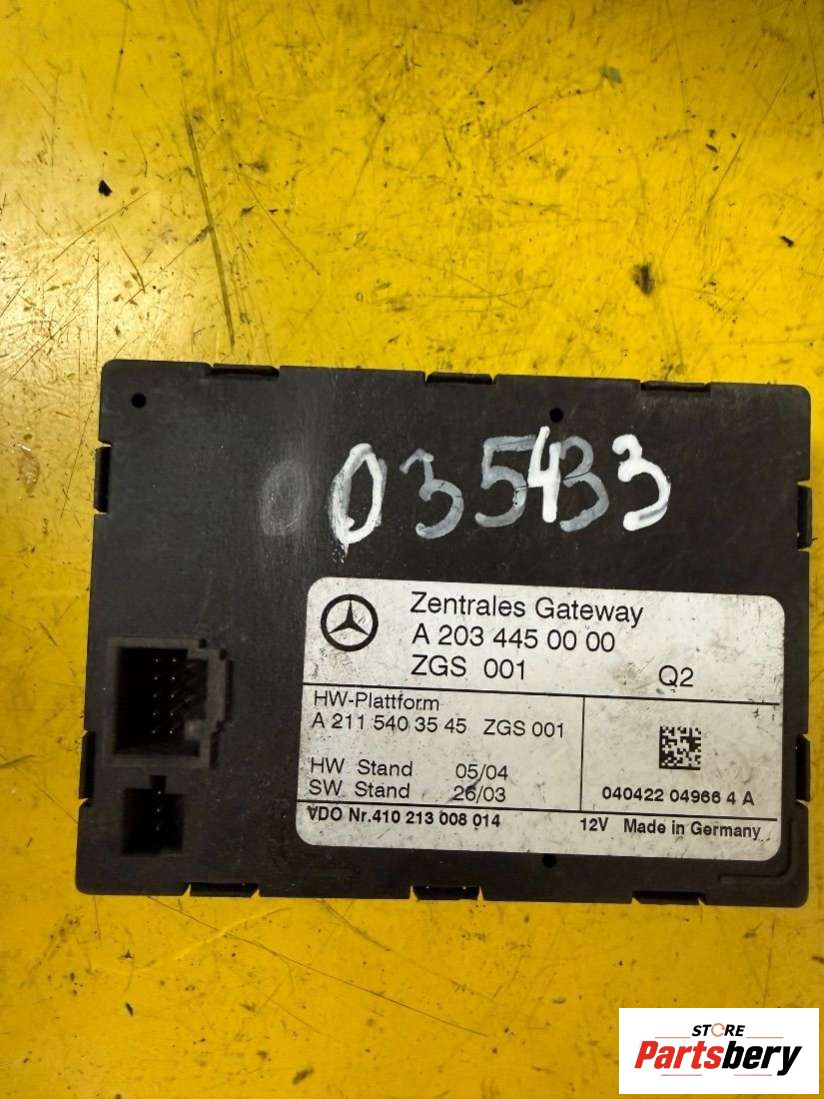 0 035433
Zentrales Gateway
A 203 445 00 00
ZGS 001 Q2
HW-Plattform
A 211 540 35 45 ZGS 001
HW Stand 05/04
SW Stand 26/03
040422 04966 4 A
VDO Nr.410 213 008 014 12V Made in Germany
STORE
Partsbery